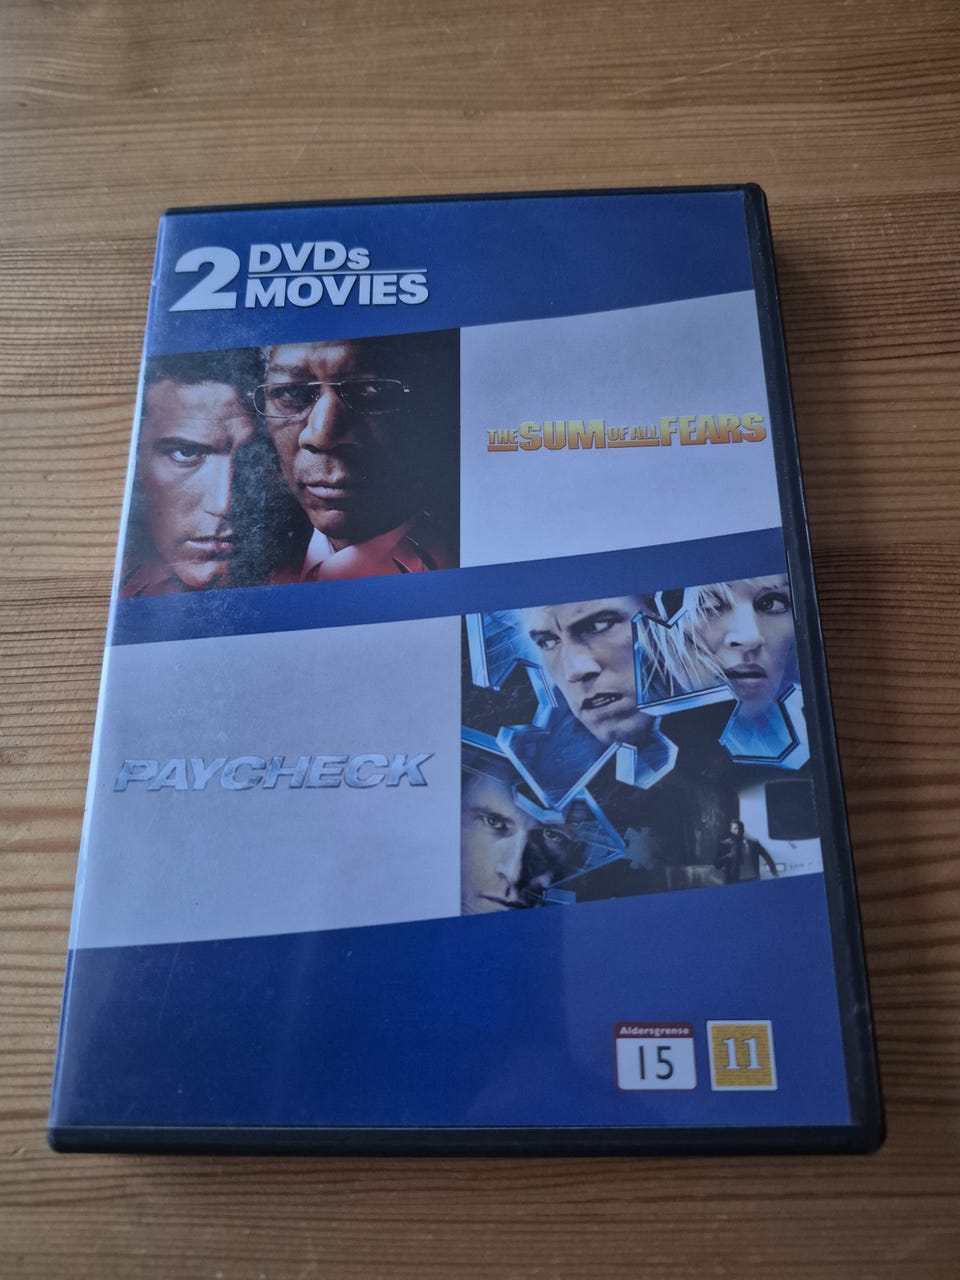 2 DVDs
MOVIES
THE SUM OF ALL FEARS
PAYCHECK
Aldersgrense
15
11